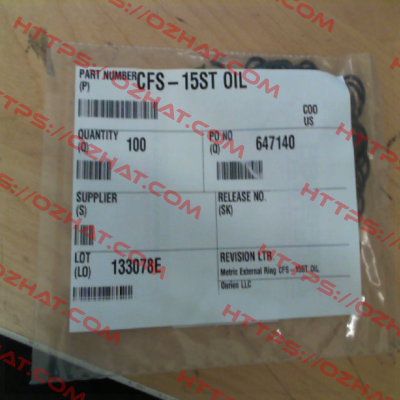 PART NUMBER CFS-15ST OIL
(P)
COO
US
QUANTITY 100
(Q)
PO NO 647140
(O)
SUPPLIER
(S)
RELEASE NO.
(SK)
LOT 133078E
(LO)
REVISION LTR
Metric External Ring CFS-15ST OIL
LLC
HTTPS://OZHAT.COM